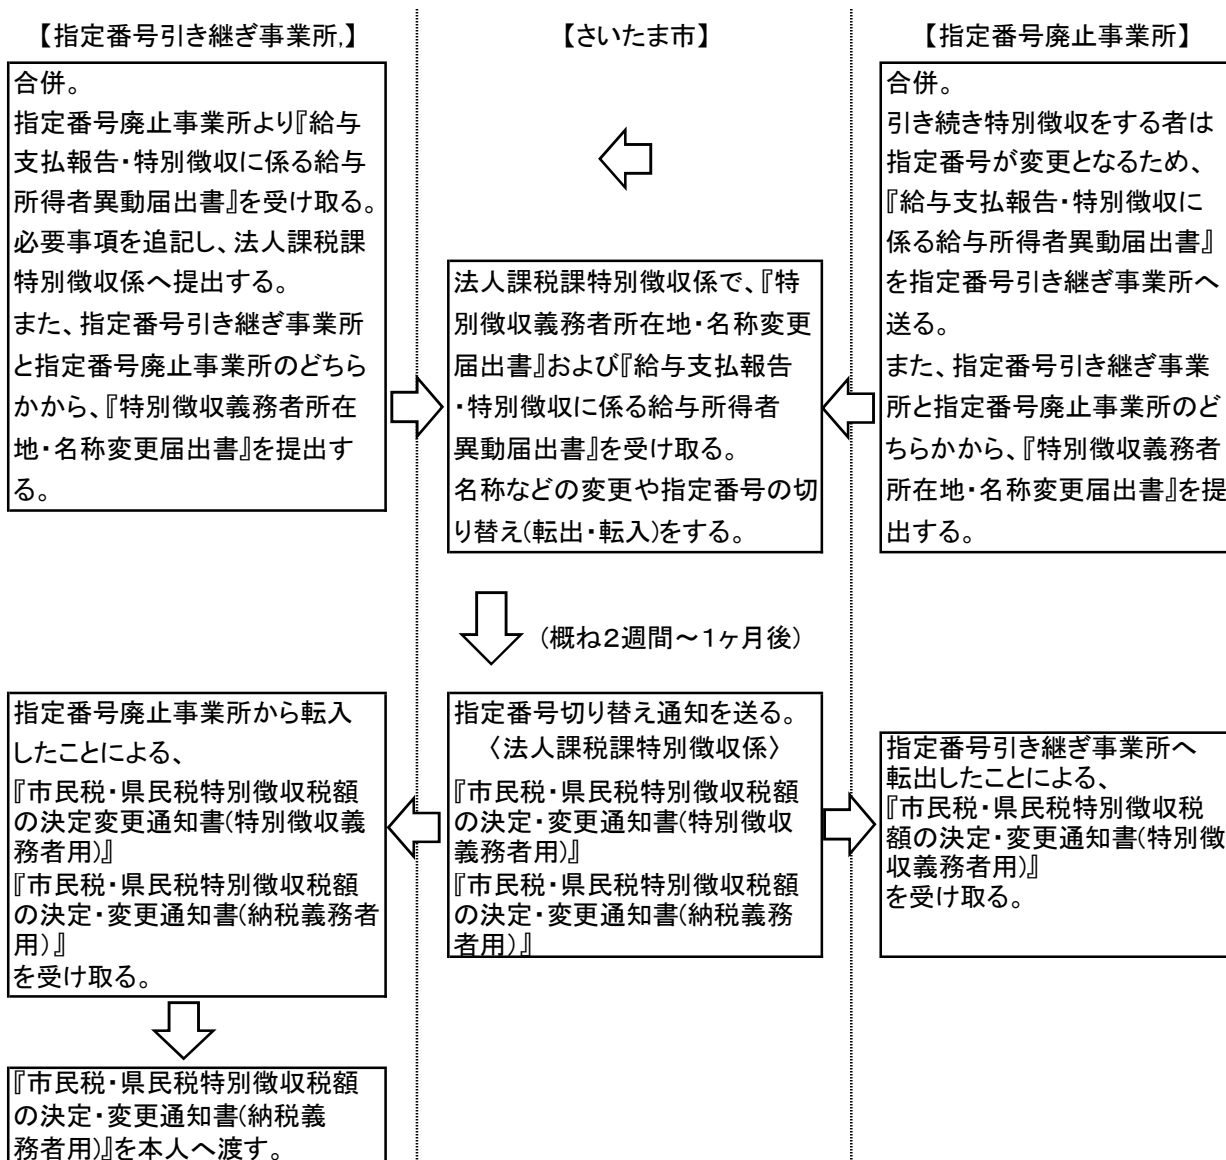 【指定番号引き継ぎ事業所,】
【さいたま市】
【指定番号廃止事業所】
合併。
指定番号廃止事業所より『給与
支払報告・特別徴収に係る給与
所得者異動届出書』を受け取る。
必要事項を追記し、法人課税課
特別徴収係へ提出する。
また、指定番号引き継ぎ事業所
と指定番号廃止事業所のどちら
かから、『特別徴収義務者所在
地・名称変更届出書』を提出す
る。
法人課税課特別徴収係で、『特
別徴収義務者所在地・名称変更
届出書』および『給与支払報告
・特別徴収に係る給与所得者
異動届出書』を受け取る。
名称などの変更や指定番号の切
り替え(転出・転入)をする。
合併。
引き続き特別徴収をする者は
指定番号が変更となるため、
『給与支払報告・特別徴収に
係る給与所得者異動届出書』
を指定番号引き継ぎ事業所へ
送る。
また、指定番号引き継ぎ事業
所と指定番号廃止事業所のど
ちらかから、『特別徴収義務者
所在地・名称変更届出書』を提
出する。
(概ね2週間～1ヶ月後)
指定番号廃止事業所から転入
したことによる、
『市民税・県民税特別徴収税額
の決定変更通知書(特別徴収義
務者用)』
『市民税・県民税特別徴収税額
の決定・変更通知書(納税義務者
用)』
を受け取る。
指定番号切り替え通知を送る。
〈法人課税課特別徴収係〉
『市民税・県民税特別徴収税額
の決定・変更通知書(特別徴収
義務者用)』
『市民税・県民税特別徴収税額
の決定・変更通知書(納税義務
者用)』
指定番号引き継ぎ事業所へ
転出したことによる、
『市民税・県民税特別徴収税
額の決定・変更通知書(特別徴
収義務者用)』
を受け取る。
『市民税・県民税特別徴収税額
の決定・変更通知書(納税義
務者用)』を本人へ渡す。